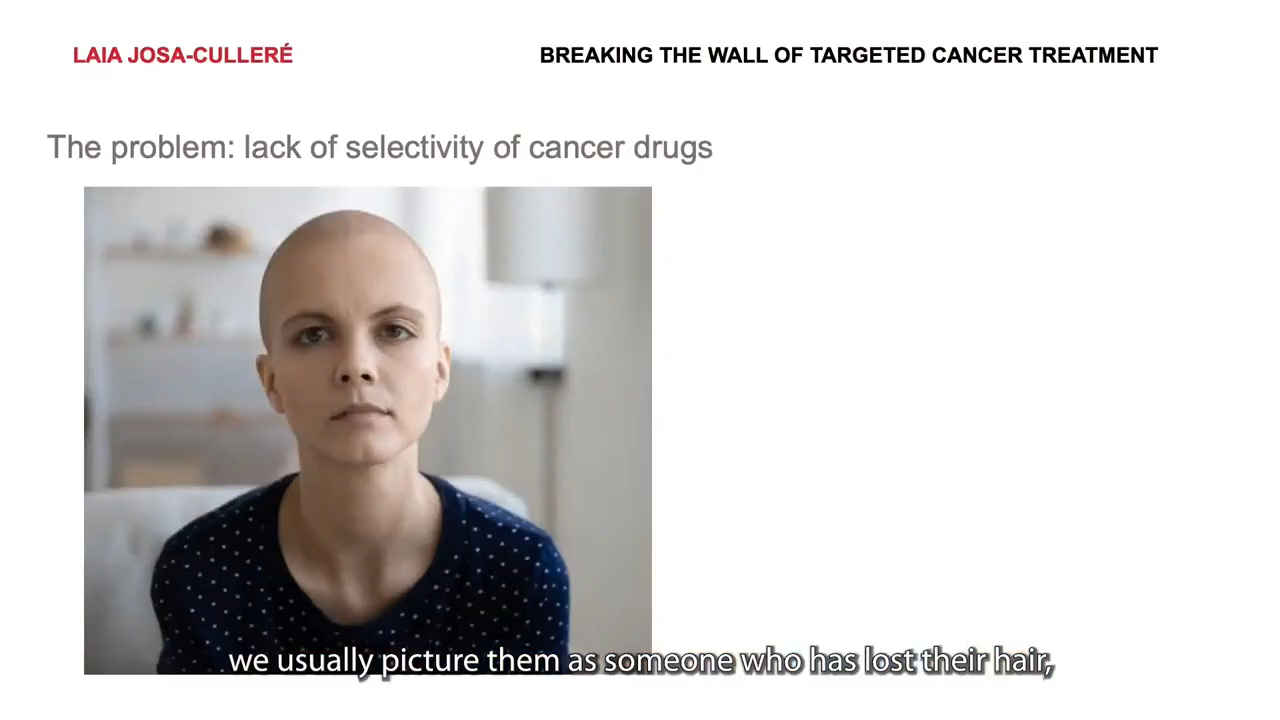 LAIA JOSA-CULLERÉ
BREAKING THE WALL OF TARGETED CANCER TREATMENT
The problem: lack of selectivity of cancer drugs
we usually picture them as someone who has lost their hair,